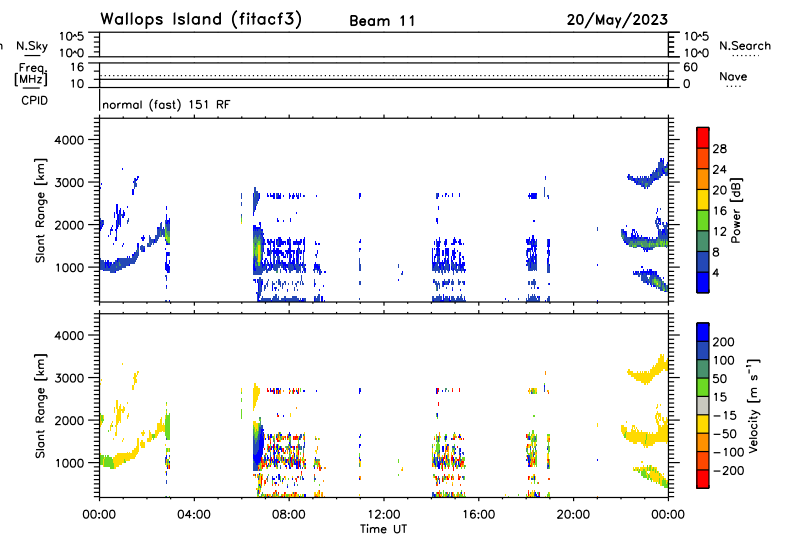 Wallops Island (fitacf3) Beam 11 20/May/2023
n N.Sky 10^5 10^5 N.Search
10^0 10^0
Freq. 16 60
[MHz] 10 0 Nave
CPID normal (fast) 151 RF
4000
3000
2000
1000
Slant Range [km]
28
24
20
16
12
8
4
Power [dB]
4000
3000
2000
1000
Slant Range [km]
200
100
50
15
-15
-50
-100
-200
Velocity [m s⁻¹]
00:00 04:00 08:00 12:00 16:00 20:00 00:00
Time UT